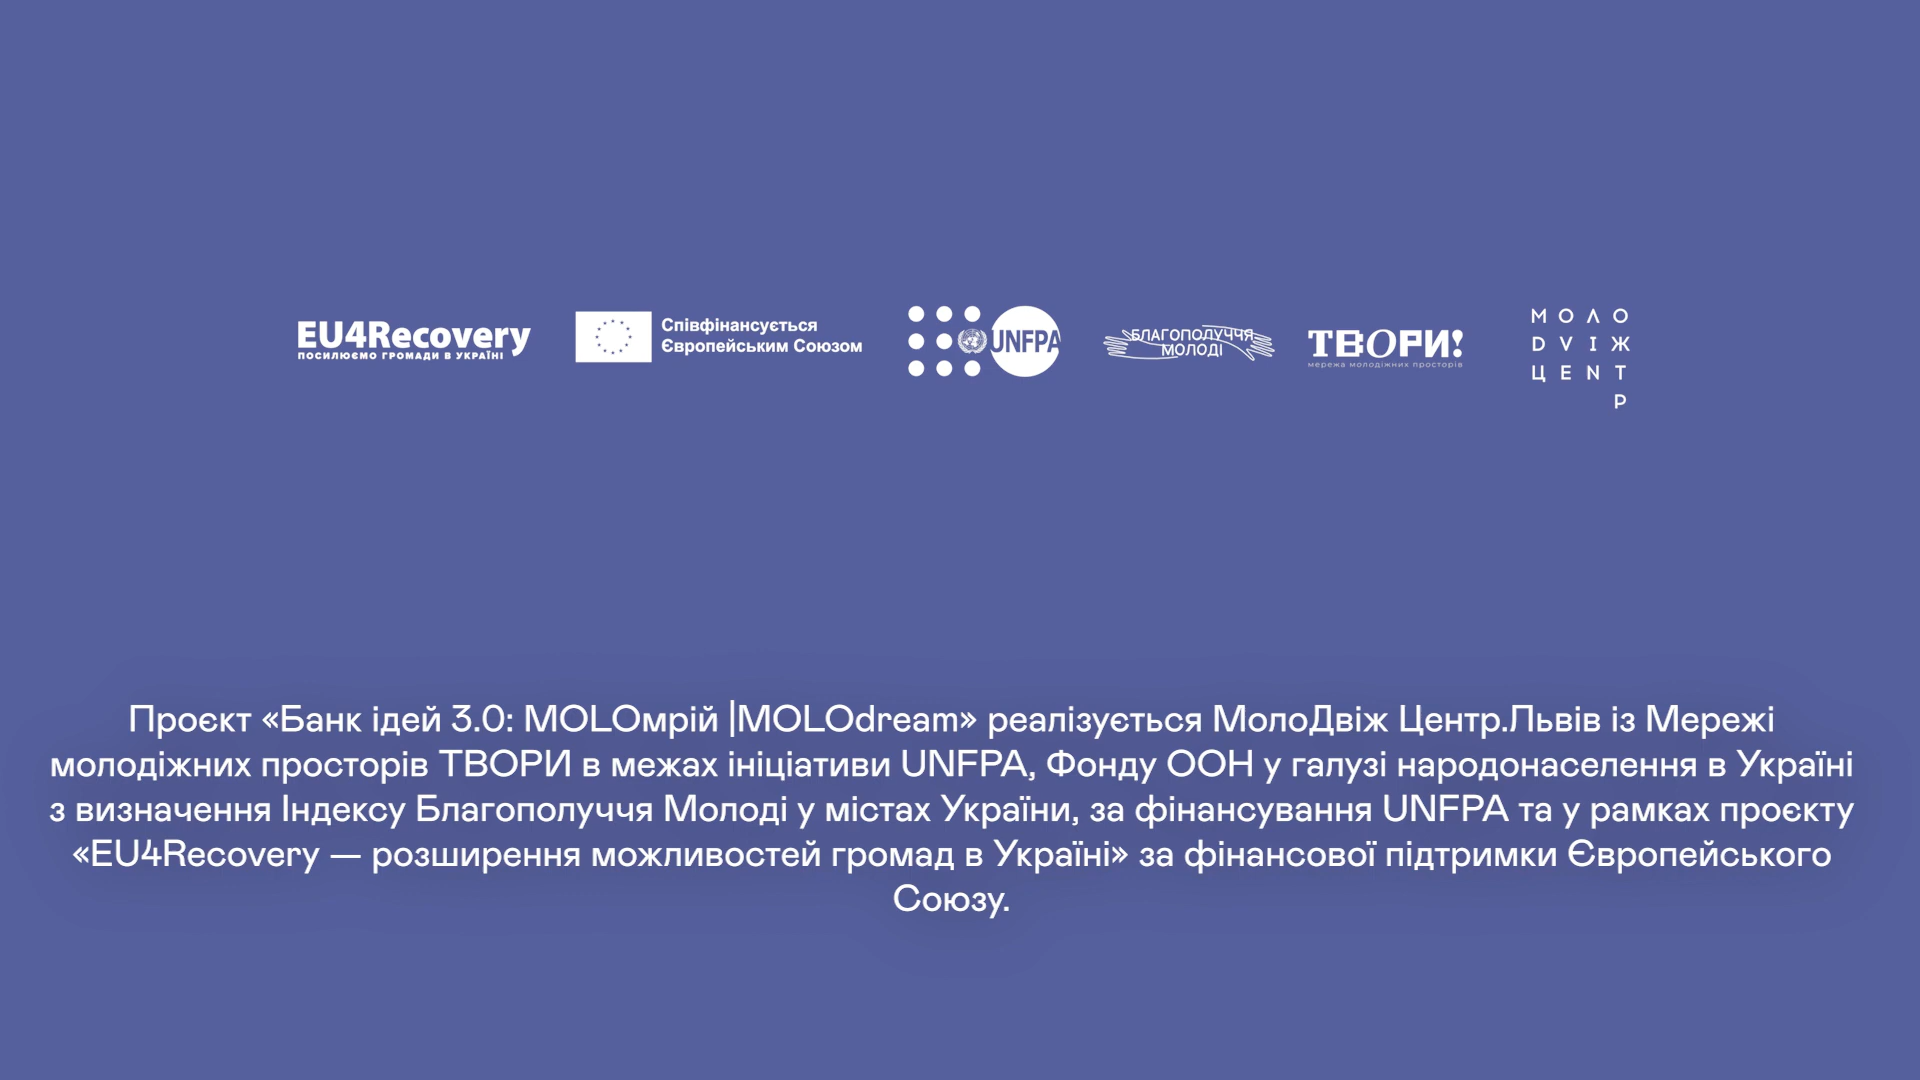 EU4Recovery
ПОСИЛЮЄМО ГРОМАДИ В УКРАЇНІ
Співфінансується
Європейським Союзом
UNFPA
БЛАГОПОЛУЧЧЯ
МОЛОДІ
ТВОРИ!
мережа молодіжних просторів
МОЛО
DVIЖ
ЦЕNТ
Р
Проєкт «Банк ідей 3.0: MOLOмрій |MOLOdream» реалізується МолоДвіж Центр.Львів із Мережі
молодіжних просторів ТВОРИ в межах ініціативи UNFPA, Фонду ООН у галузі народонаселення в Україні
з визначення Індексу Благополуччя Молоді у містах України, за фінансування UNFPA та у рамках проєкту
«EU4Recovery — розширення можливостей громад в Україні» за фінансової підтримки Європейського
Союзу.